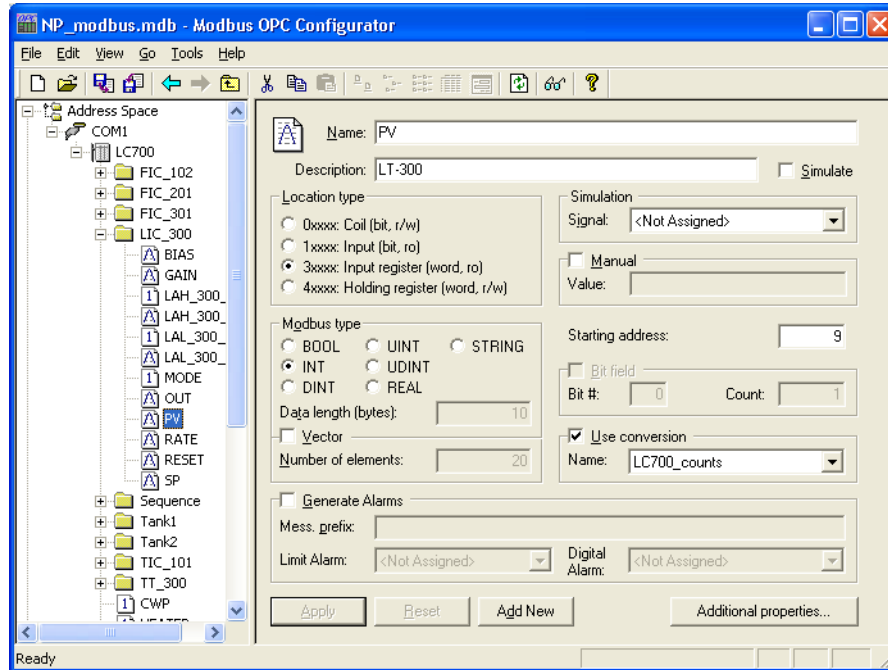 NP_modbus.mdb - Modbus OPC Configurator
File Edit View Go Tools Help
Address Space
COM1
LC700
FIC_102
FIC_201
FIC_301
LIC_300
BIAS
GAIN
LAH_300_
LAH_300_
LAL_300_
LAL_300_
MODE
OUT
PV
RATE
RESET
SP
Sequence
Tank1
Tank2
TIC_101
TT_300
CWP
Name: PV
Description: LT-300
Simulate
Location type
0xxxx: Coil (bit, r/w)
1xxxx: Input (bit, ro)
3xxxx: Input register (word, ro)
4xxxx: Holding register (word, r/w)
Simulation
Signal: <Not Assigned>
Manual
Value:
Modbus type
BOOL UINT STRING
INT UDINT
DINT REAL
Data length (bytes): 10
Vector
Number of elements: 20
Starting address: 9
Bit field
Bit #: 0 Count: 1
Use conversion
Name: LC700_counts
Generate Alarms
Mess. prefix:
Limit Alarm: <Not Assigned> Digital Alarm: <Not Assigned>
Apply Reset Add New Additional properties...
Ready